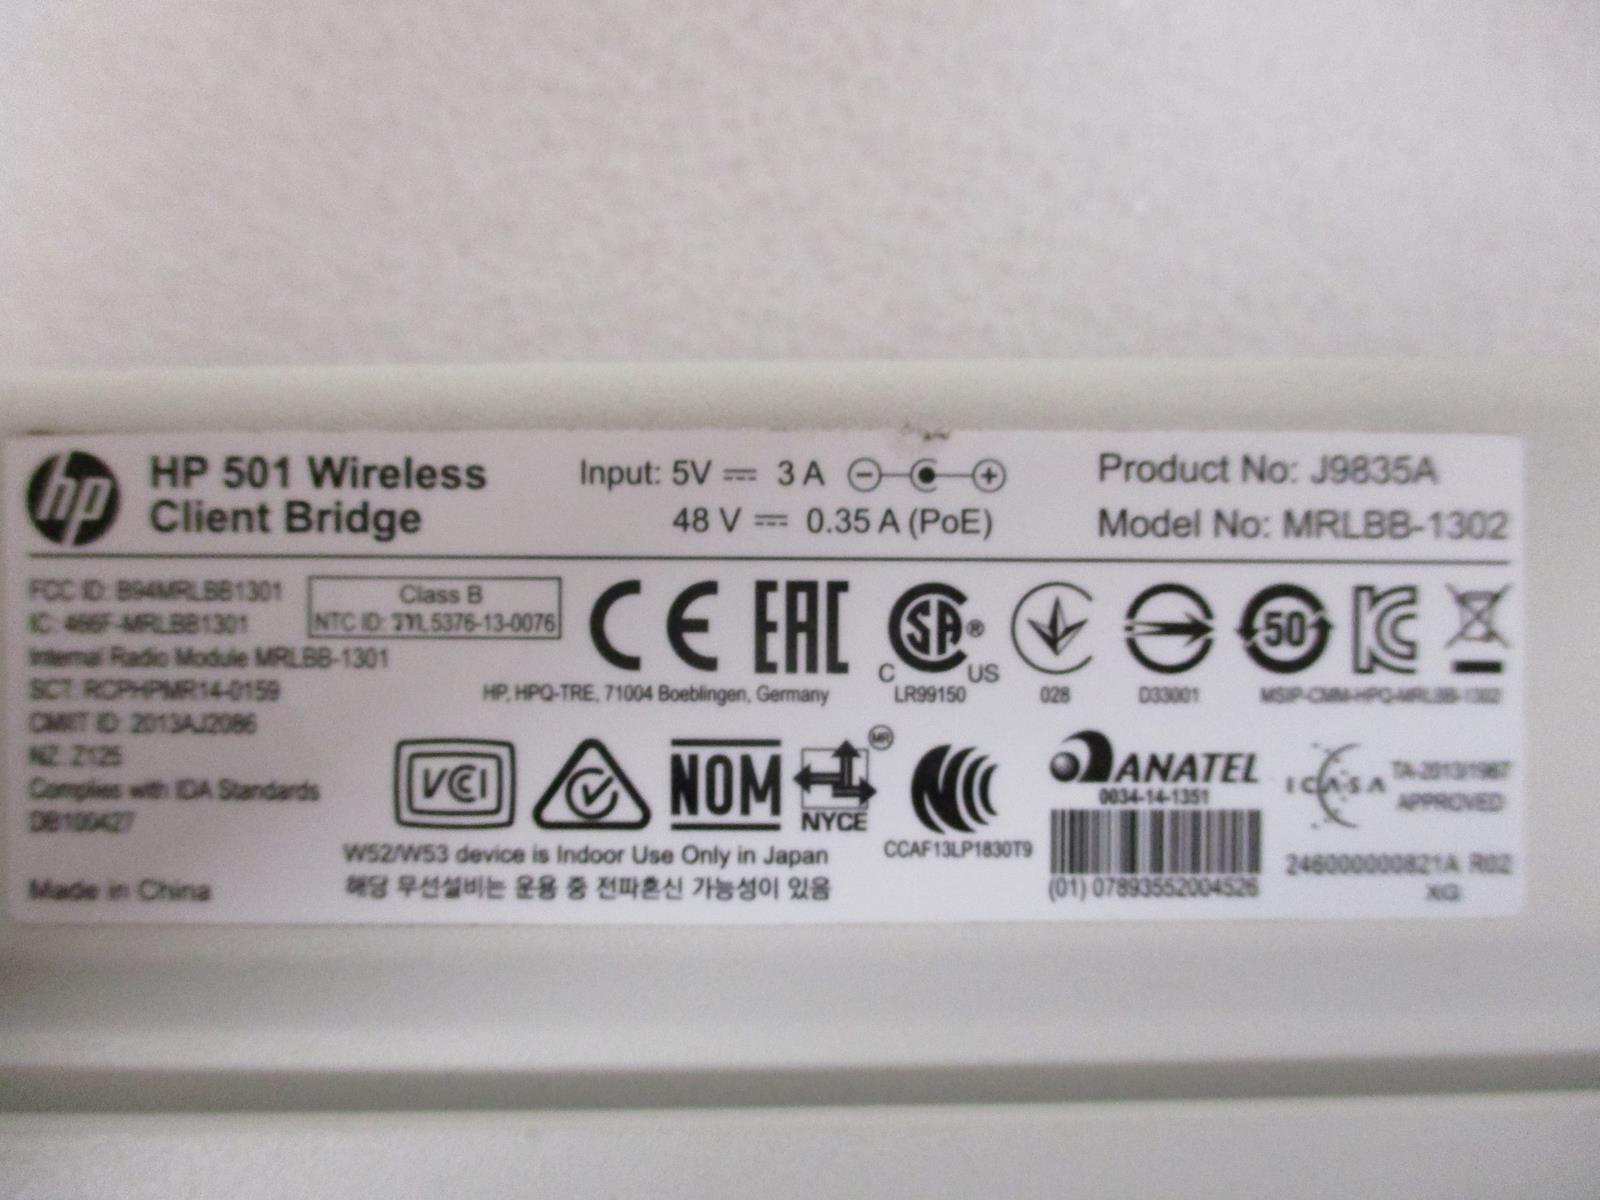 hp
HP 501 Wireless
Client Bridge
Input: 5V ⎓ 3 A
48 V ⎓ 0.35 A (PoE)
Product No: J9835A
Model No: MRLBB-1302
FCC ID: B94MRLBB1301
IC: 466F-MRLBB1301
Internal Radio Module MRLBB-1301
SCT: RCPHPMR14-0159
CMIIT ID: 2013AJ2086
NZ: Z125
Complies with IDA Standards
DB100427
Made in China
Class B
5376-13-0076
CE
EAC
HP, HPQ-TRE, 71004 Boeblingen, Germany
C SA® US
LR99150
028
D33001
50
KC
MSIP-CMM-HPQ-MRLBB-1302
VCI
NOM
MR
NYCE
CCAF13LP1830T9
ANATEL
0034-14-1351
(01) 07893552004526
ICASA
TA-2013/1967
APPROVED
246000000821A R02
XG
W52/W53 device is Indoor Use Only in Japan
해당 무선설비는 운용 중 전파혼신 가능성이 있음